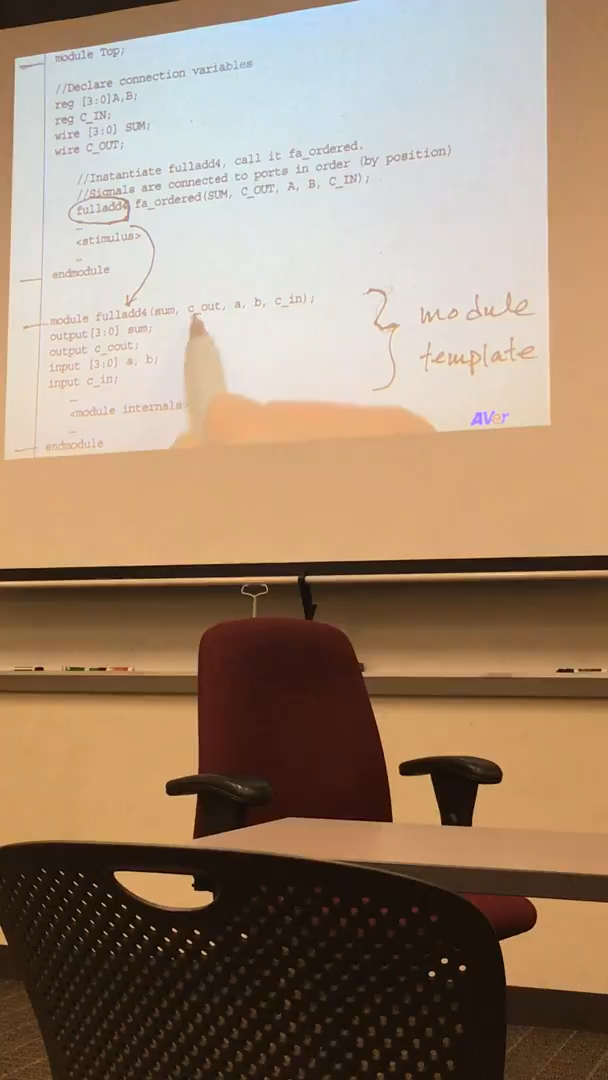 module Top;
//Declare connection variables
reg [3:0]A,B;
reg C_IN;
wire [3:0] SUM;
wire C_OUT;
//Instantiate fulladd4, call it fa_ordered.
//Signals are connected to ports in order (by position)
fulladd4 fa_ordered(SUM, C_OUT, A, B, C_IN);
…
<stimulus>
…
endmodule
module fulladd4(sum, c_out, a, b, c_in);
output[3:0] sum;
output c_cout;
input [3:0] a, b;
input c_in;
…
<module internals>
…
endmodule
module
template
AVer